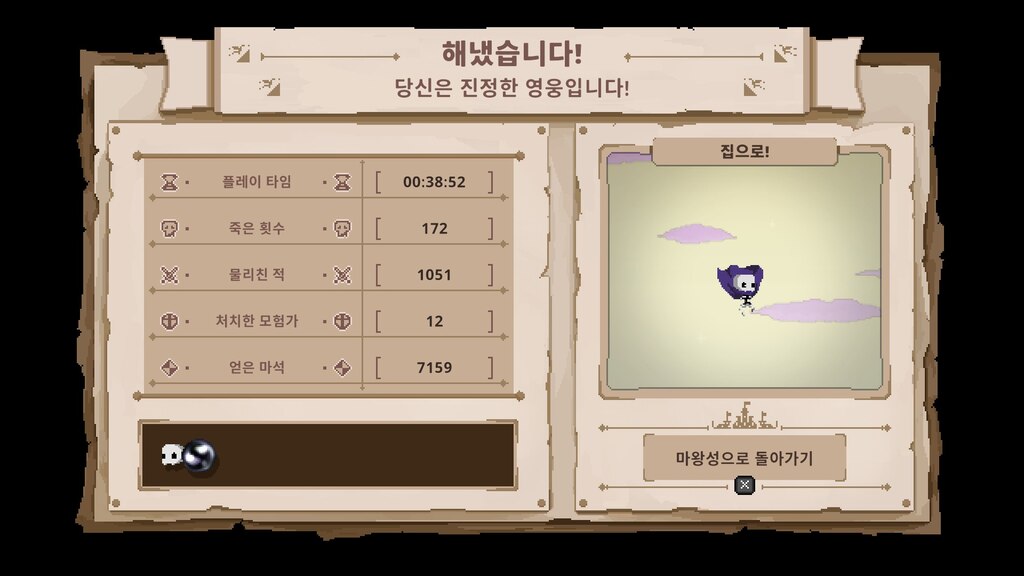 해냈습니다!
당신은 진정한 영웅입니다!
플레이 타임 [ 00:38:52 ]
죽은 횟수 [ 172 ]
물리친 적 [ 1051 ]
처치한 모험가 [ 12 ]
얻은 마석 [ 7159 ]
집으로!
마왕성으로 돌아가기
X